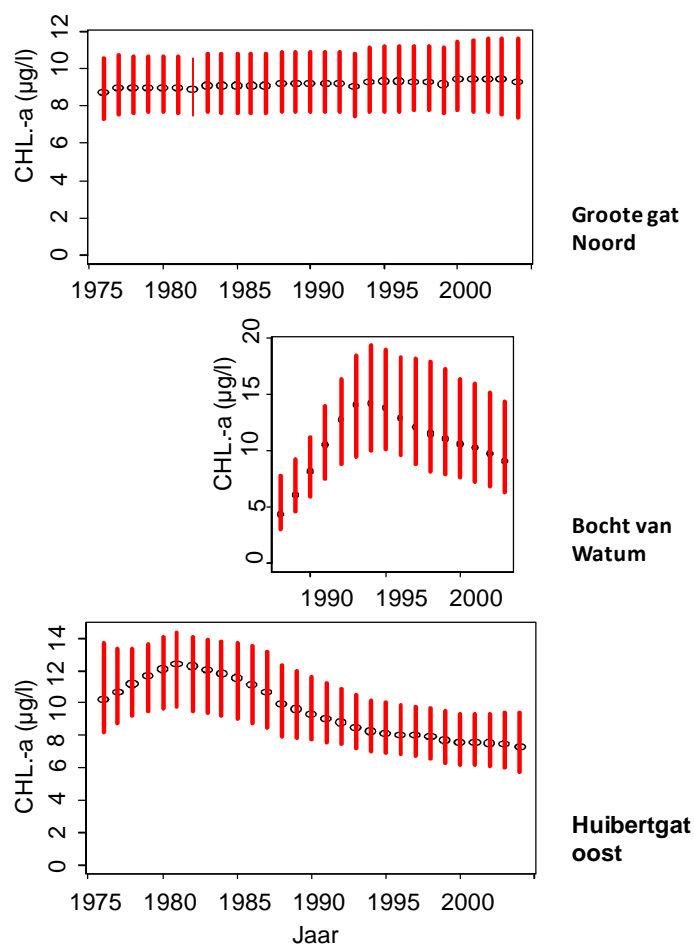 CHL.-a (µg/l)
12
10
8
6
4
2
0
1975 1980 1985 1990 1995 2000
Groote gat
Noord
CHL.-a (µg/l)
20
15
10
5
0
1990 1995 2000
Bocht van
Watum
CHL.-a (µg/l)
14
12
10
8
6
4
2
0
1975 1980 1985 1990 1995 2000
Jaar
Huibertgat
oost